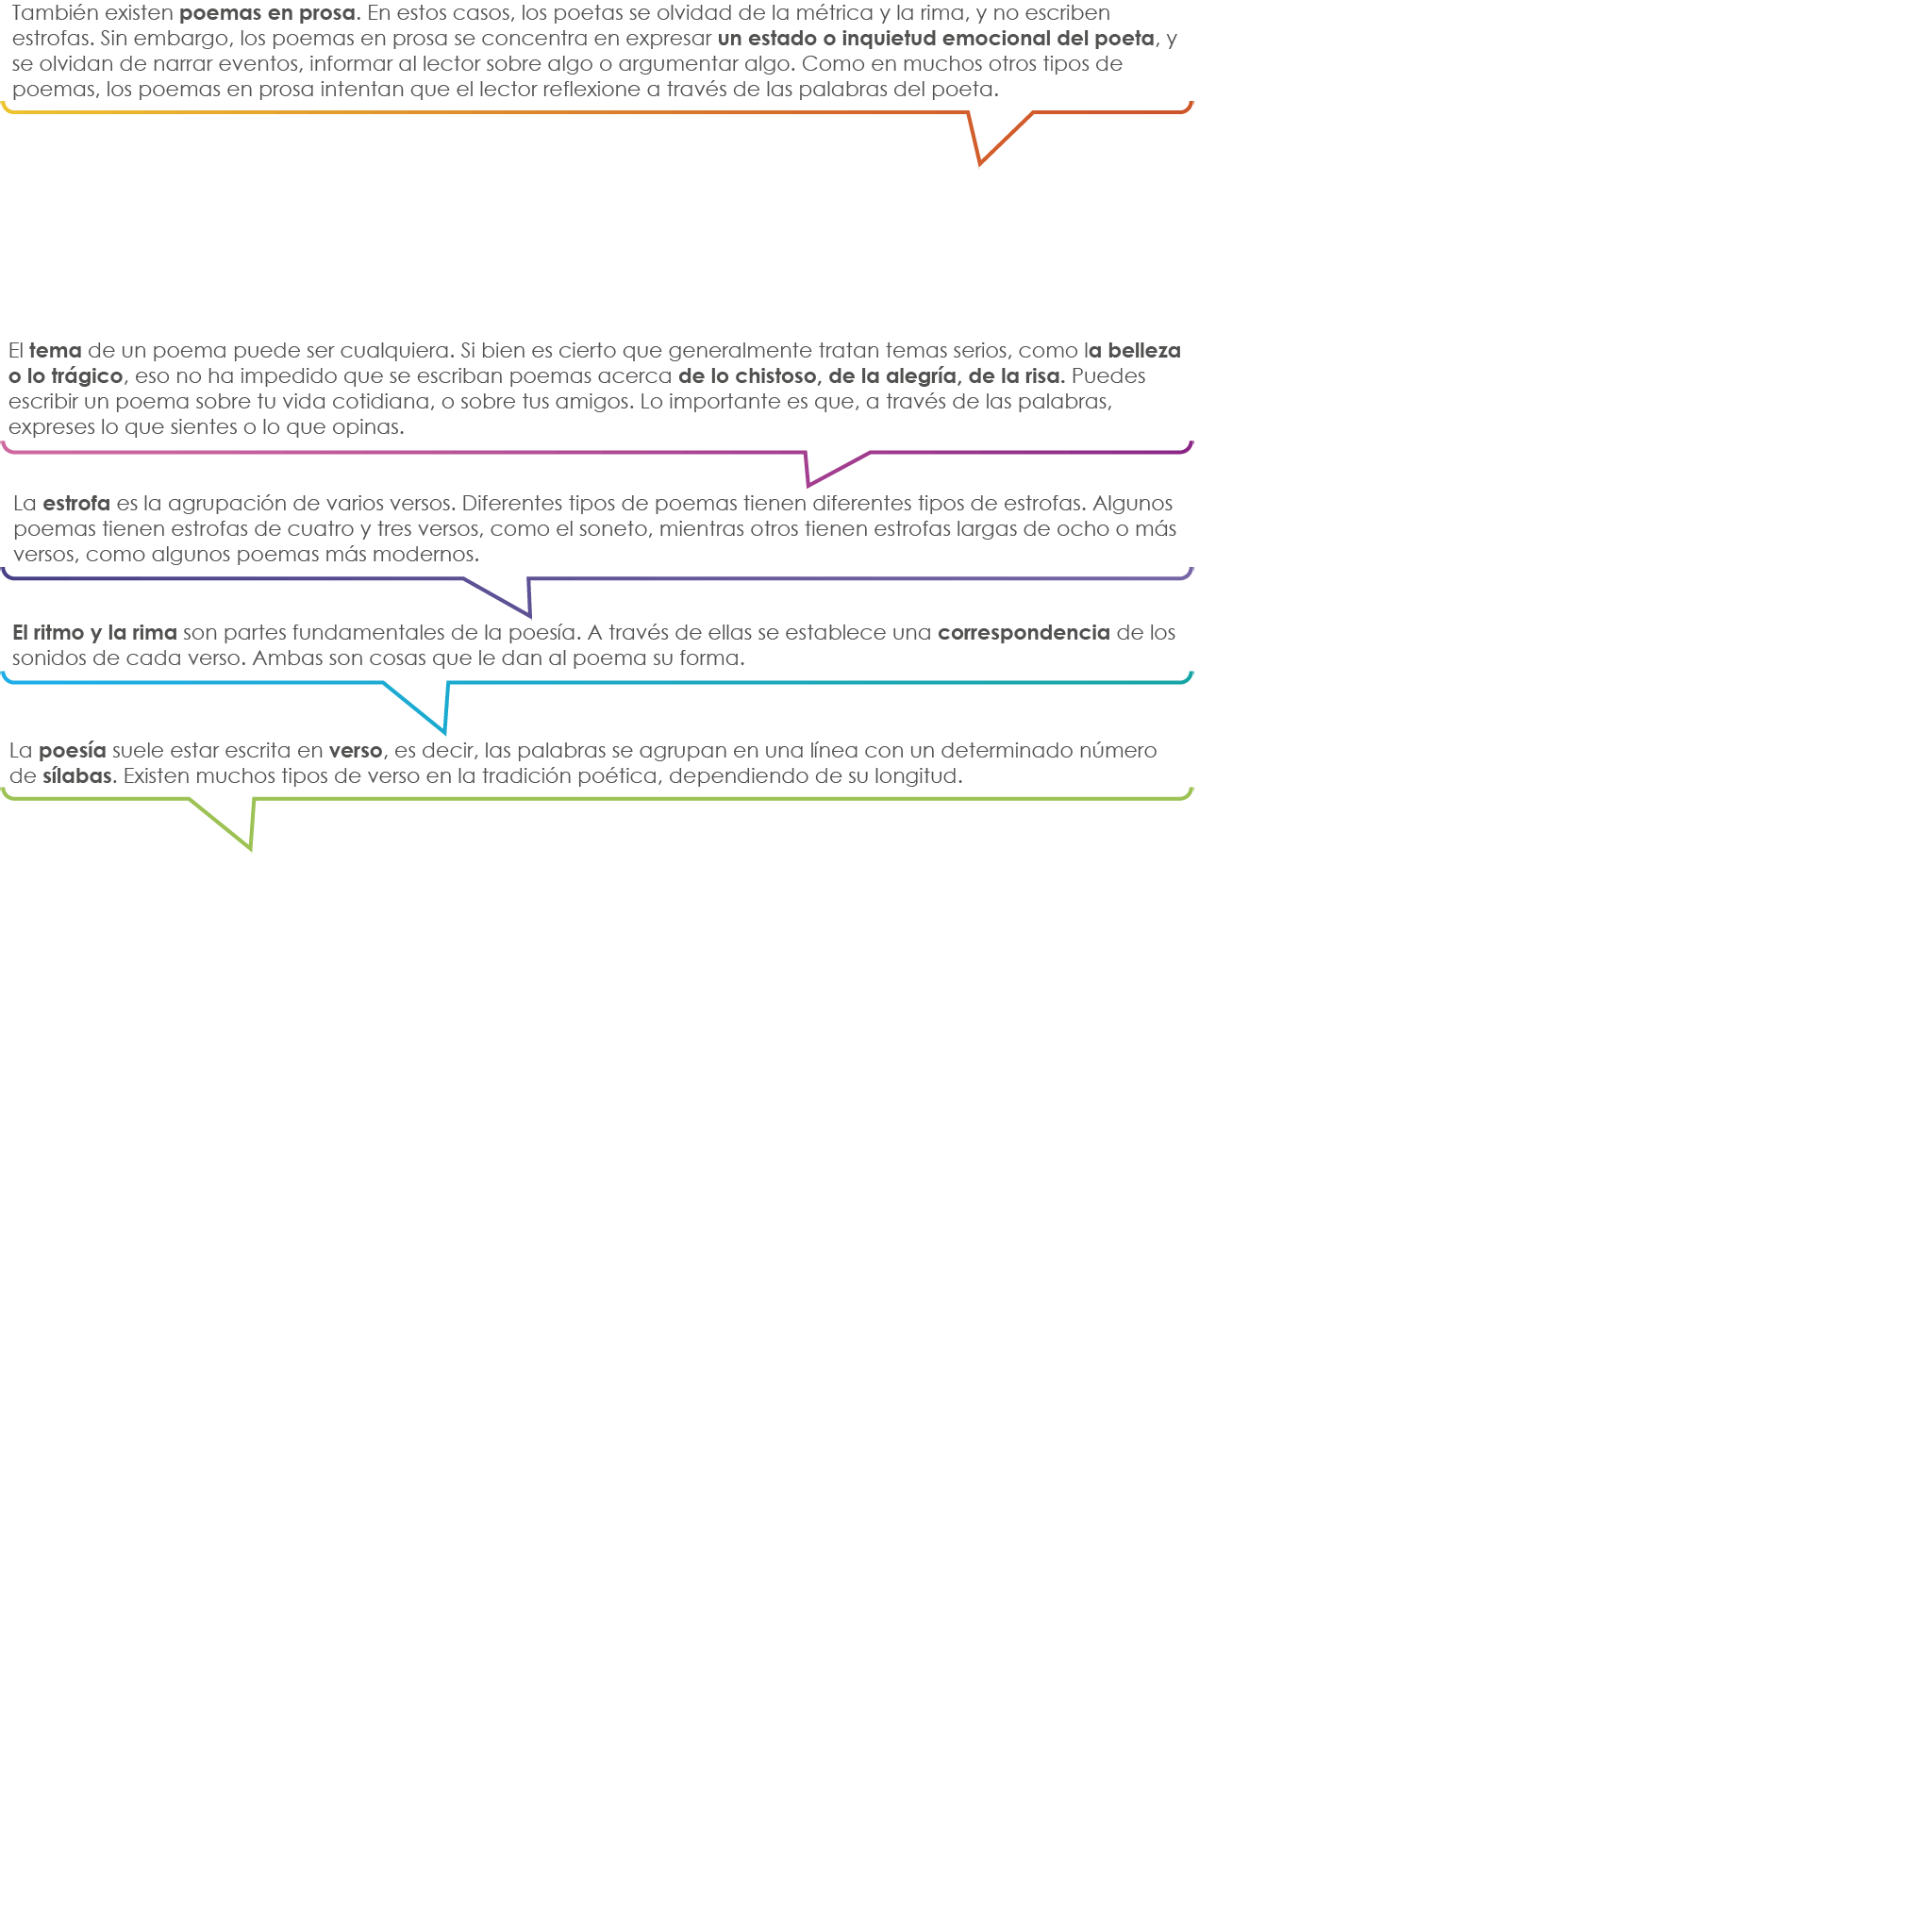 También existen poemas en prosa. En estos casos, los poetas se olvidad de la métrica y la rima, y no escriben
estrofas. Sin embargo, los poemas en prosa se concentra en expresar un estado o inquietud emocional del poeta, y
se olvidan de narrar eventos, informar al lector sobre algo o argumentar algo. Como en muchos otros tipos de
poemas, los poemas en prosa intentan que el lector reflexione a través de las palabras del poeta.
El tema de un poema puede ser cualquiera. Si bien es cierto que generalmente tratan temas serios, como la belleza
o lo trágico, eso no ha impedido que se escriban poemas acerca de lo chistoso, de la alegría, de la risa. Puedes
escribir un poema sobre tu vida cotidiana, o sobre tus amigos. Lo importante es que, a través de las palabras,
expreses lo que sientes o lo que opinas.
La estrofa es la agrupación de varios versos. Diferentes tipos de poemas tienen diferentes tipos de estrofas. Algunos
poemas tienen estrofas de cuatro y tres versos, como el soneto, mientras otros tienen estrofas largas de ocho o más
versos, como algunos poemas más modernos.
El ritmo y la rima son partes fundamentales de la poesía. A través de ellas se establece una correspondencia de los
sonidos de cada verso. Ambas son cosas que le dan al poema su forma.
La poesía suele estar escrita en verso, es decir, las palabras se agrupan en una línea con un determinado número
de sílabas. Existen muchos tipos de verso en la tradición poética, dependiendo de su longitud.